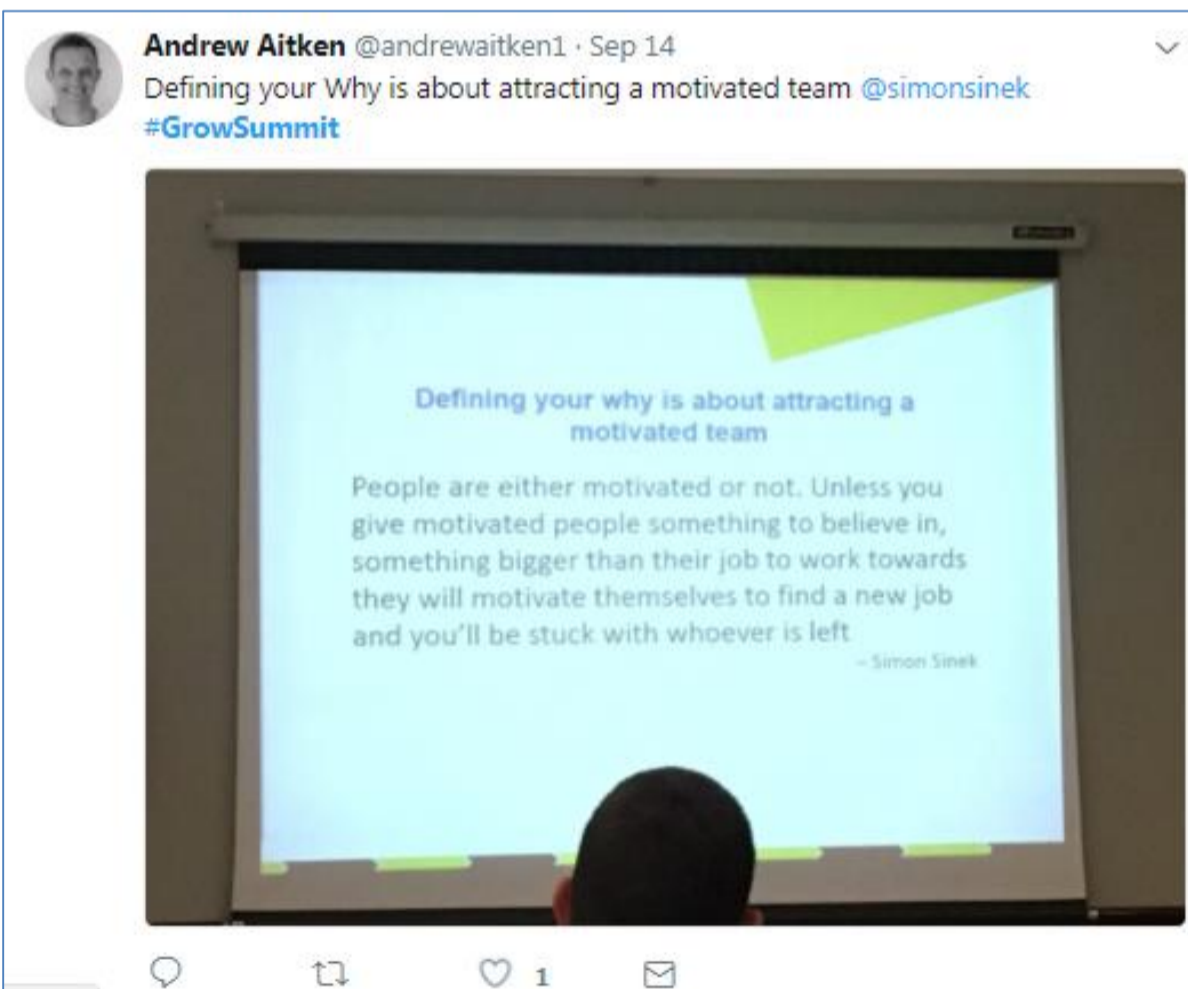 Andrew Aitken @andrewaitken1 · Sep 14
Defining your Why is about attracting a motivated team @simonsinek
#GrowSummit
Defining your why is about attracting a
motivated team
People are either motivated or not. Unless you
give motivated people something to believe in,
something bigger than their job to work towards
they will motivate themselves to find a new job
and you'll be stuck with whoever is left
– Simon Sinek
1